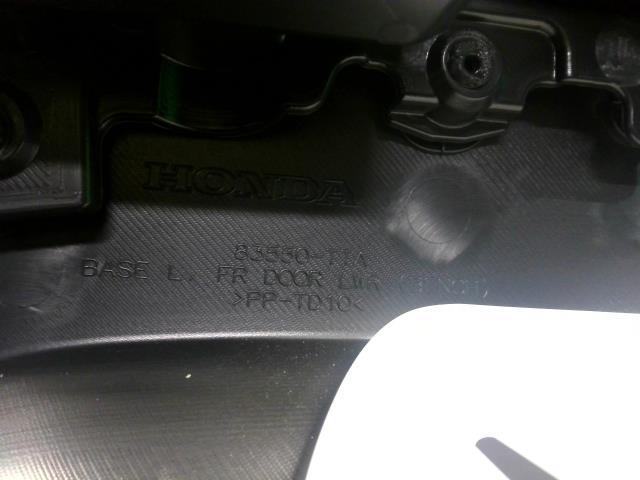 HONDA
83550-T1A
BASE L, FR DOOR LWR
>PP-TD10<